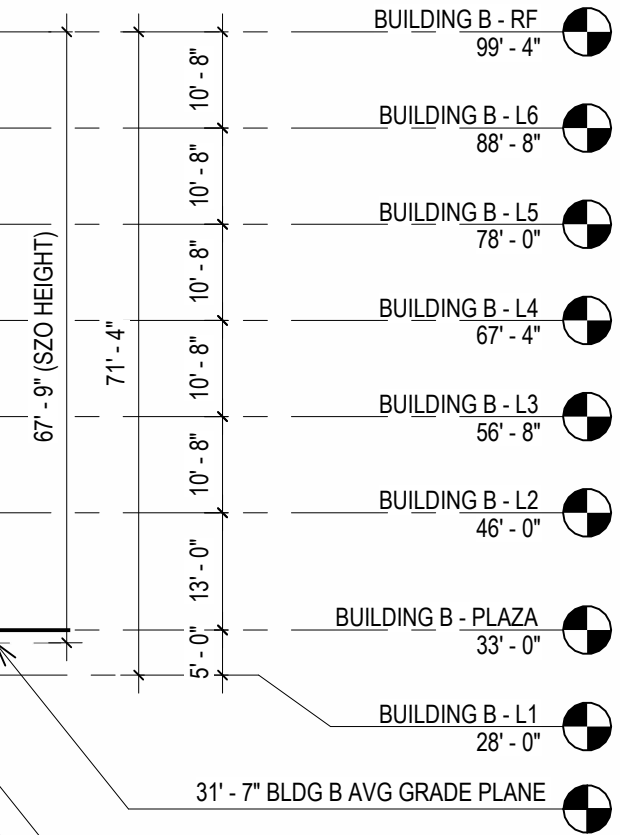 BUILDING B - RF
99' - 4"
10' - 8"
BUILDING B - L6
88' - 8"
10' - 8"
BUILDING B - L5
78' - 0"
10' - 8"
BUILDING B - L4
67' - 4"
10' - 8"
BUILDING B - L3
56' - 8"
10' - 8"
BUILDING B - L2
46' - 0"
13' - 0"
BUILDING B - PLAZA
33' - 0"
5' - 0"
BUILDING B - L1
28' - 0"
67' - 9" (SZO HEIGHT)
71' - 4"
31' - 7" BLDG B AVG GRADE PLANE